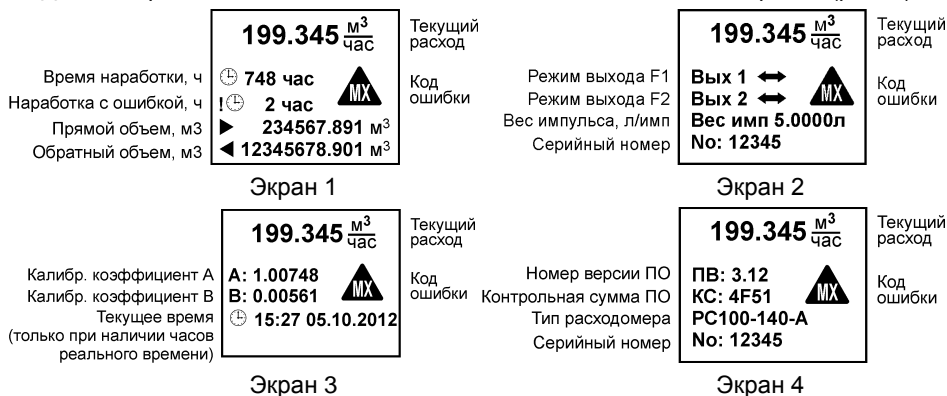 199.345 м³/час
Текущий расход
Время наработки, ч
748 час
Код ошибки
МХ
Наработка с ошибкой, ч
! 2 час
Прямой объем, м3
▶ 234567.891 м³
Обратный объем, м3
◀ 12345678.901 м³
Экран 1
199.345 м³/час
Текущий расход
Режим выхода F1
Вых 1 ↔
Код ошибки
МХ
Режим выхода F2
Вых 2 ↔
Вес импульса, л/имп
Вес имп 5.0000л
Серийный номер
No: 12345
Экран 2
199.345 м³/час
Текущий расход
Калибр. коэффициент А
A: 1.00748
Код ошибки
МХ
Калибр. коэффициент В
B: 0.00561
Текущее время
(только при наличии часов
реального времени)
15:27 05.10.2012
Экран 3
199.345 м³/час
Текущий расход
Номер версии ПО
ПВ: 3.12
Код ошибки
МХ
Контрольная сумма ПО
КС: 4F51
Тип расходомера
РС100-140-А
Серийный номер
No: 12345
Экран 4